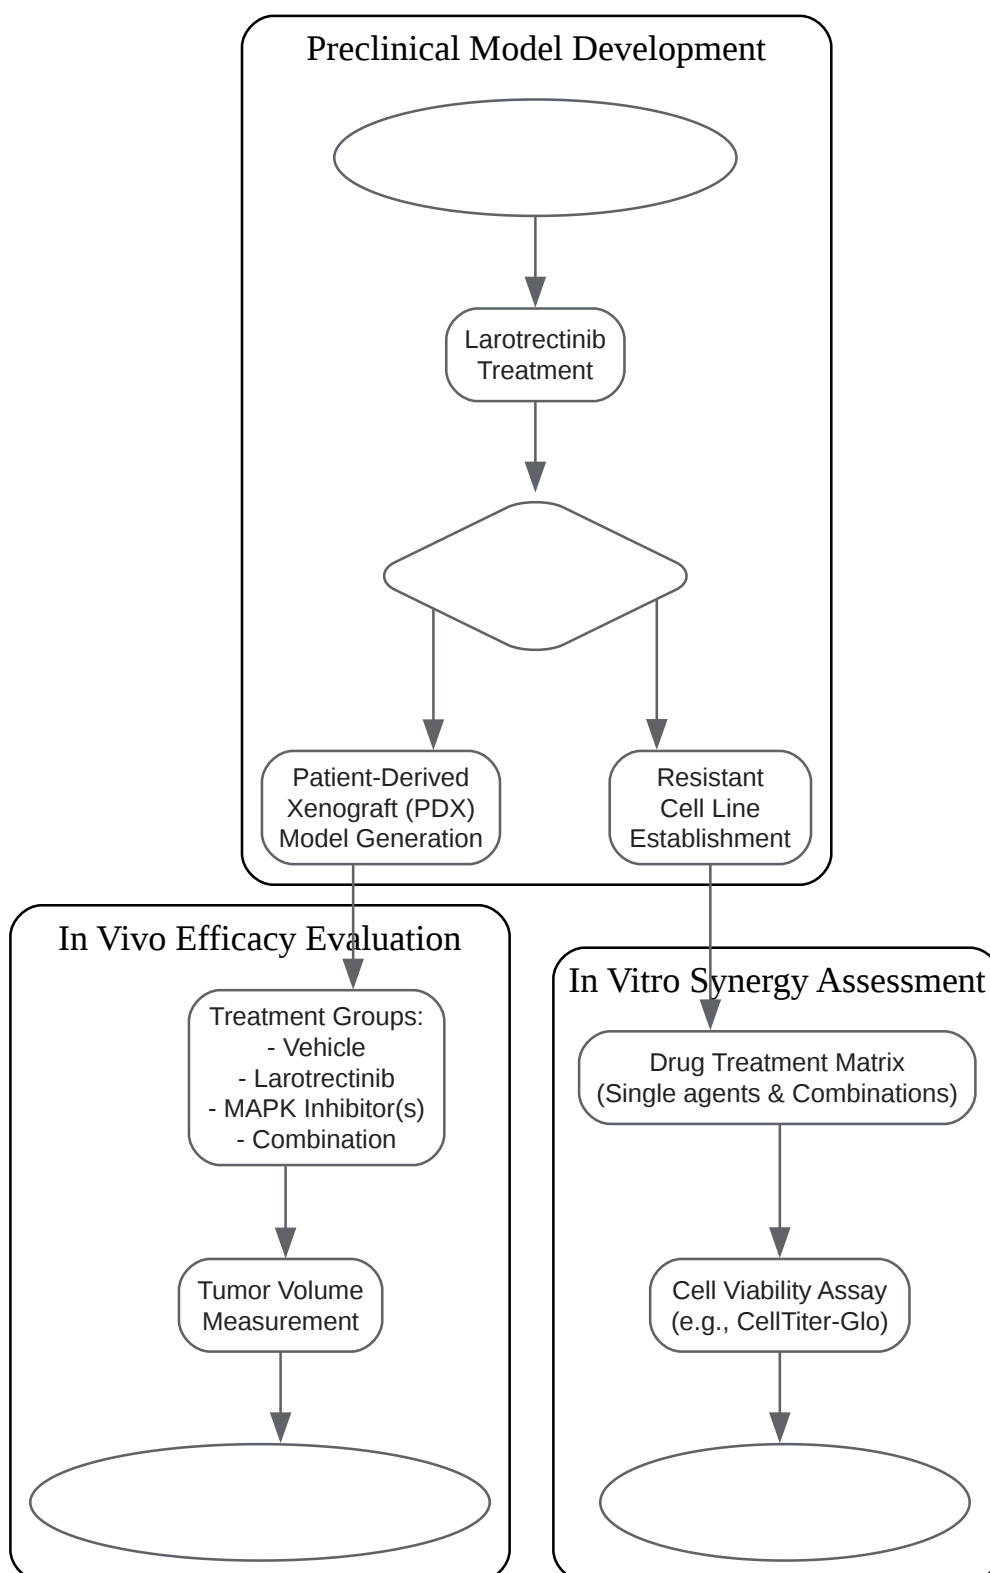 Preclinical Model Development
Larotrectinib
Treatment
Patient-Derived
Xenograft (PDX)
Model Generation
Resistant
Cell Line
Establishment
In Vivo Efficacy Evaluation
Treatment Groups:
- Vehicle
- Larotrectinib
- MAPK Inhibitor(s)
- Combination
Tumor Volume
Measurement
In Vitro Synergy Assessment
Drug Treatment Matrix
(Single agents & Combinations)
Cell Viability Assay
(e.g., CellTiter-Glo)